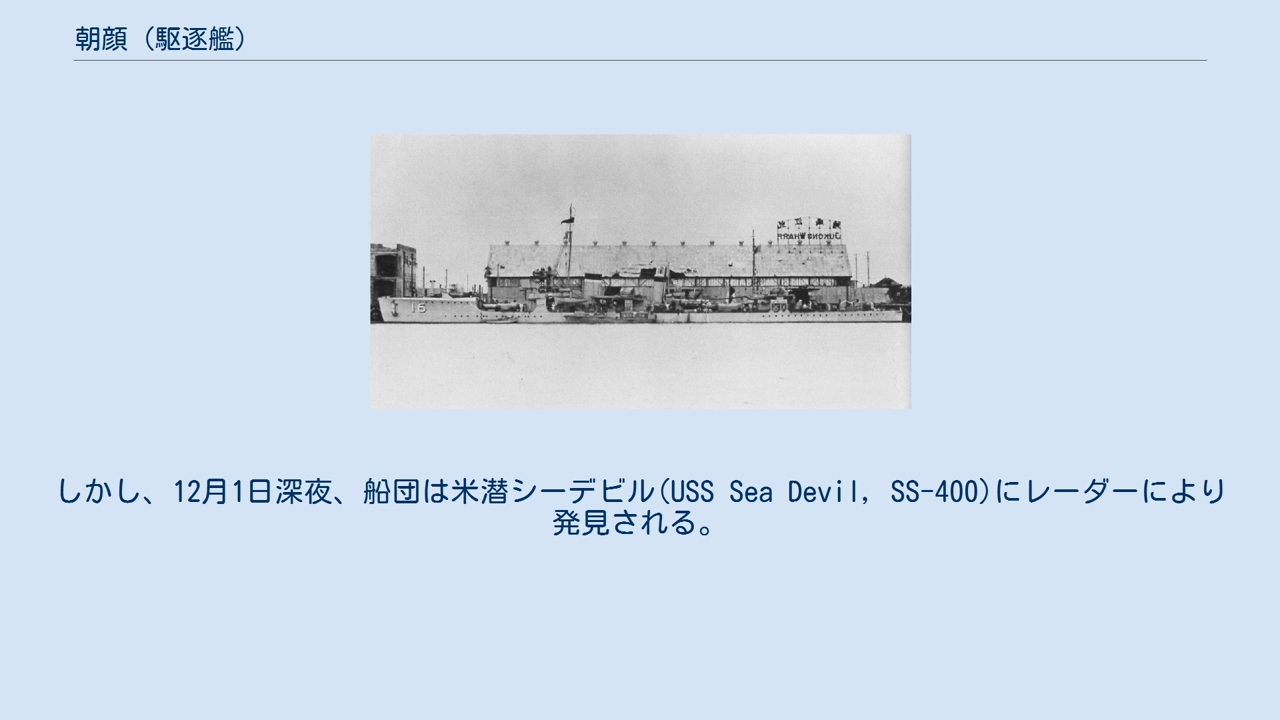 朝顔（駆逐艦）
15
しかし、12月1日深夜、船団は米潜シーデビル(USS Sea Devil, SS-400)にレーダーにより
発見される。